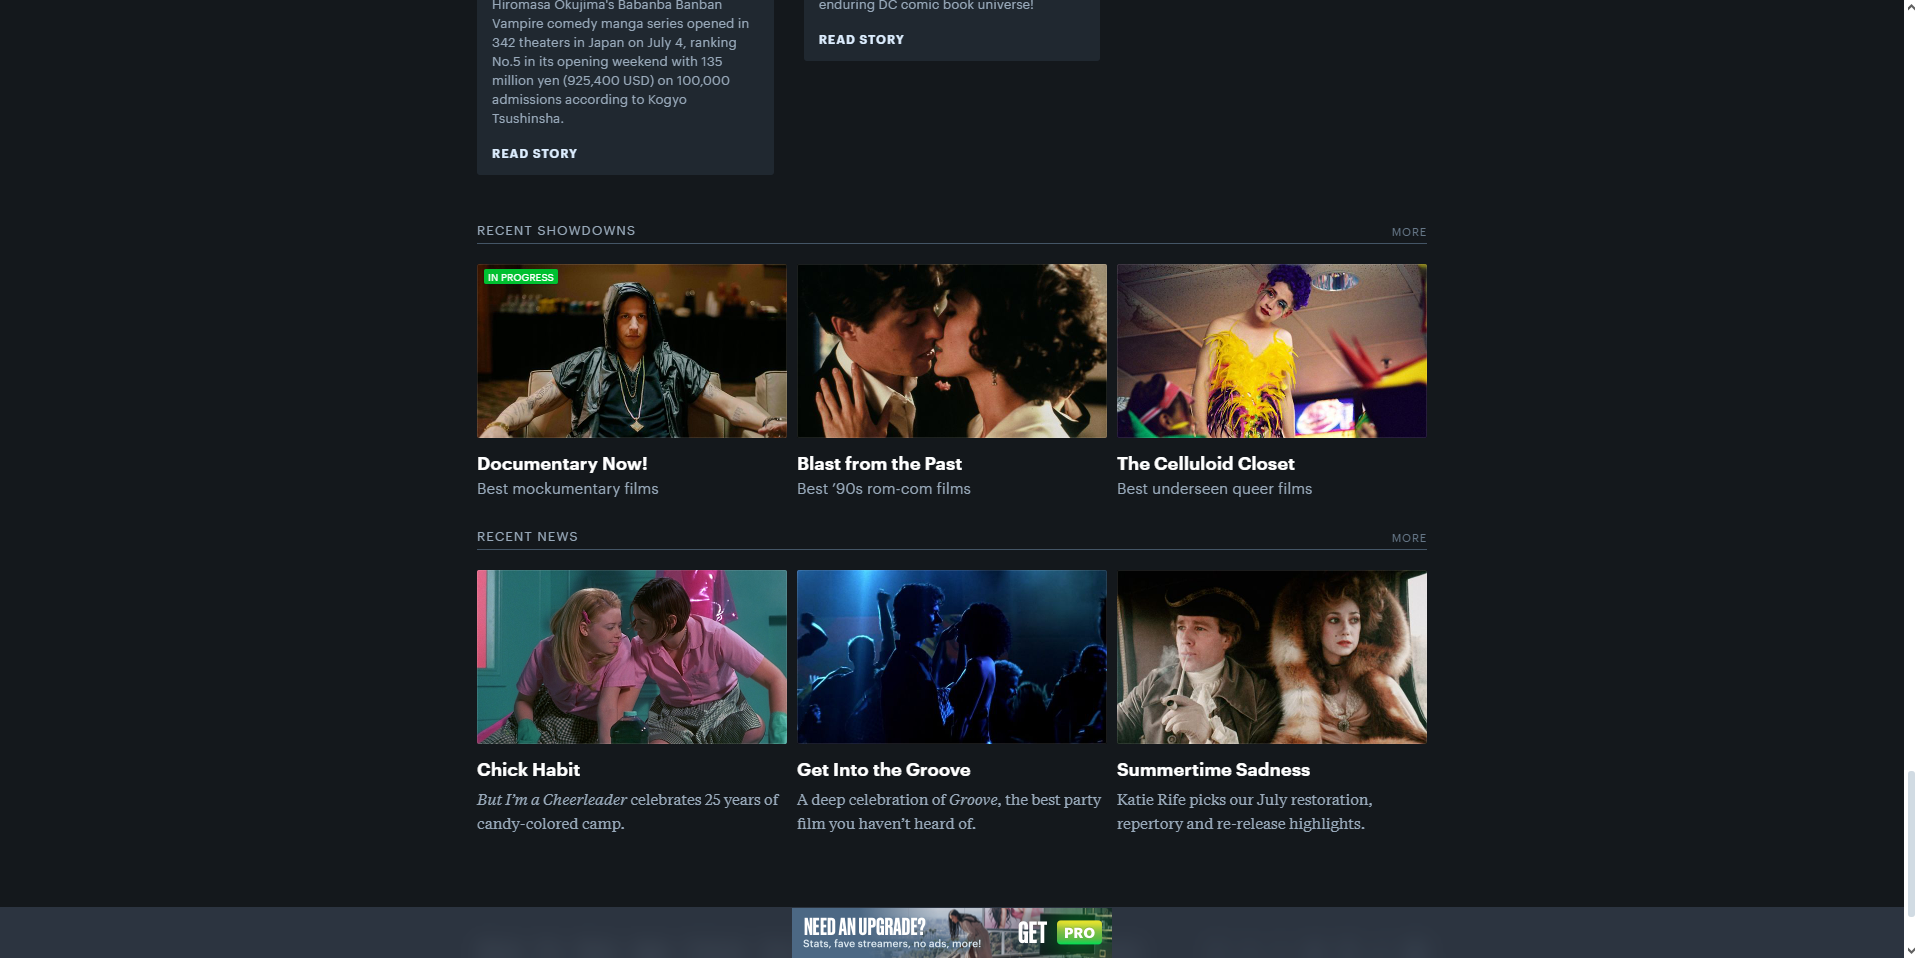 Hiromasa Okujima's Babanba Banban
Vampire comedy manga series opened in
342 theaters in Japan on July 4, ranking
No.5 in its opening weekend with 135
million yen (925,400 USD) on 100,000
admissions according to Kogyo
Tsushinsha.
READ STORY
enduring DC comic book universe!
READ STORY
RECENT SHOWDOWNS
MORE
IN PROGRESS
Documentary Now!
Best mockumentary films
Blast from the Past
Best ‘90s rom-com films
The Celluloid Closet
Best underseen queer films
RECENT NEWS
MORE
Chick Habit
But I’m a Cheerleader celebrates 25 years of
candy-colored camp.
Get Into the Groove
A deep celebration of Groove, the best party
film you haven’t heard of.
Summertime Sadness
Katie Rife picks our July restoration,
repertory and re-release highlights.
NEED AN UPGRADE?
Stats, fave streamers, no ads, more!
GET PRO